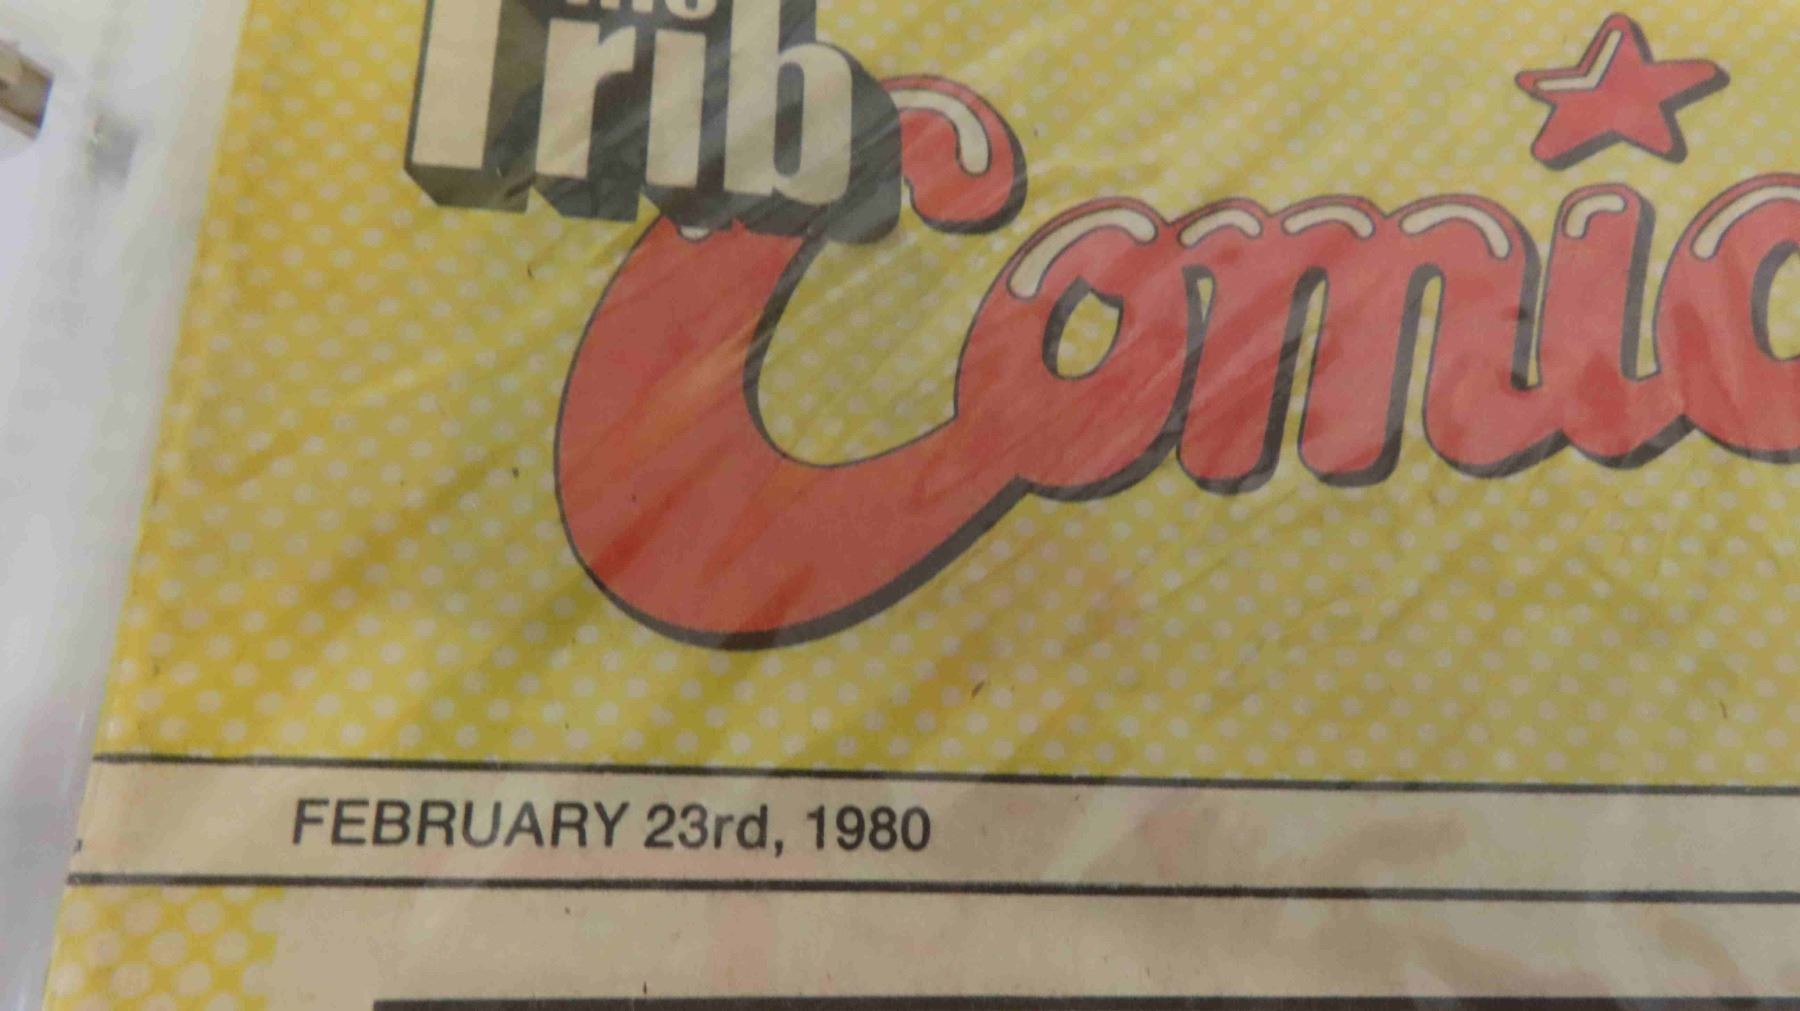 Trib
Comic
FEBRUARY 23rd, 1980